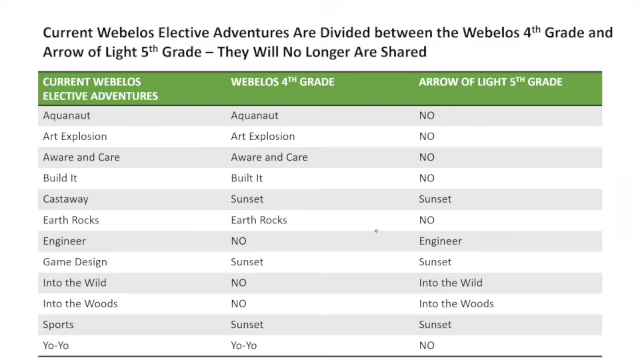 Current Webelos Elective Adventures Are Divided between the Webelos 4th Grade and
Arrow of Light 5th Grade – They Will No Longer Are Shared
CURRENT WEBELOS ELECTIVE ADVENTURES WEBELOS 4TH GRADE ARROW OF LIGHT 5TH GRADE
Aquanaut Aquanaut NO
Art Explosion Art Explosion NO
Aware and Care Aware and Care NO
Build It Built It NO
Castaway Sunset Sunset
Earth Rocks Earth Rocks NO
Engineer NO Engineer
Game Design Sunset Sunset
Into the Wild NO Into the Wild
Into the Woods NO Into the Woods
Sports Sunset Sunset
Yo-Yo Yo-Yo NO